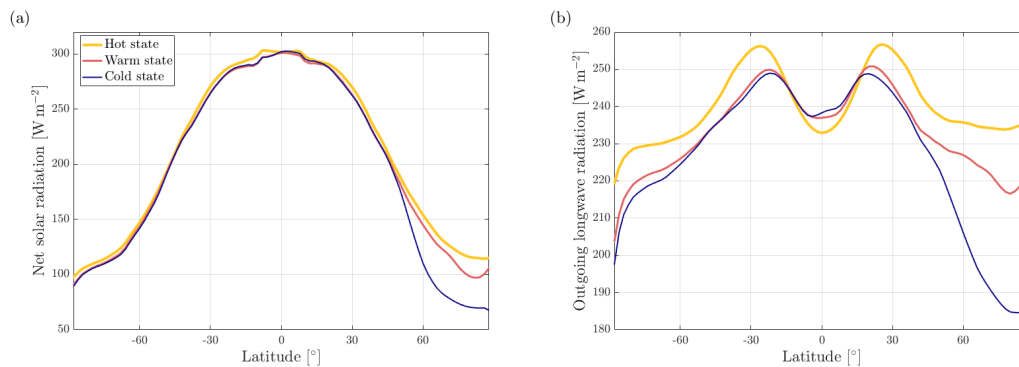 (a)
Net solar radiation [W m⁻²]
300
250
200
150
100
50
Hot state
Warm state
Cold state
-60 -30 0 30 60
Latitude [°]
(b)
Outgoing longwave radiation [W m⁻²]
260
250
240
230
220
210
200
190
180
-60 -30 0 30 60
Latitude [°]